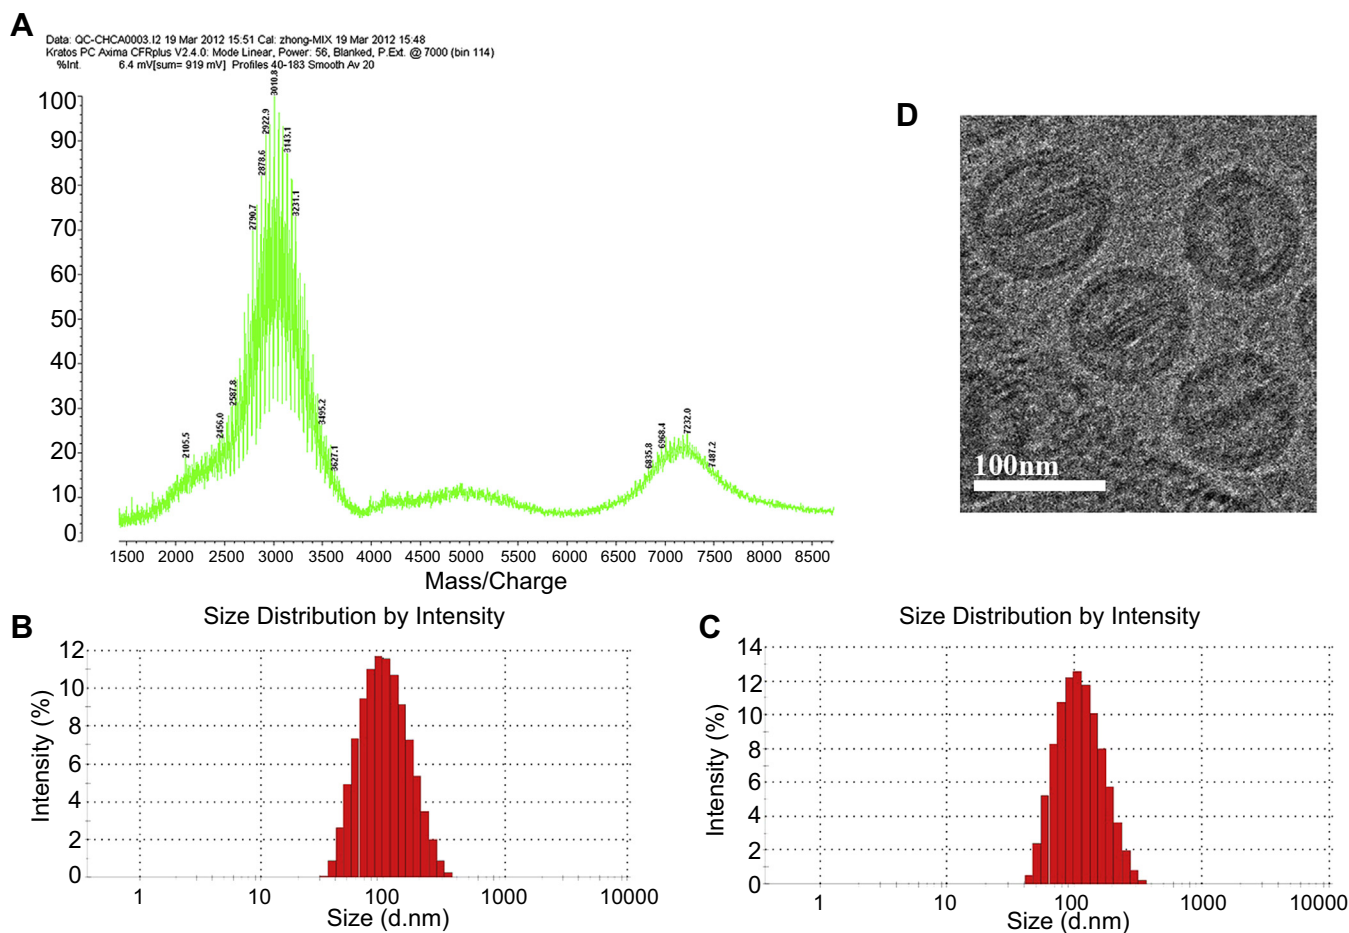 A
Data: QC-CHCA0003.I2 19 Mar 2012 15:51 Cal: zhong-MIX 19 Mar 2012 15:48
Kratos PC Axima CFRplus V2.4.0: Mode Linear, Power: 56, Blanked, P.Ext. @ 7000 (bin 114)
%Int. 6.4 mV[sum= 919 mV] Profiles 40-183 Smooth Av 20
100
90
80
70
60
50
40
30
20
10
0
2105.5
2456.0
2587.8
2790.7
2878.6
2922.9
3010.8
3143.1
3231.1
3495.2
3627.1
6835.8
6968.4
7232.0
7487.2
1500 2000 2500 3000 3500 4000 4500 5000 5500 6000 6500 7000 7500 8000 8500
Mass/Charge
D
100nm
B
Size Distribution by Intensity
Intensity (%)
12
10
8
6
4
2
0
1 10 100 1000 10000
Size (d.nm)
C
Size Distribution by Intensity
Intensity (%)
14
12
10
8
6
4
2
0
1 10 100 1000 10000
Size (d.nm)